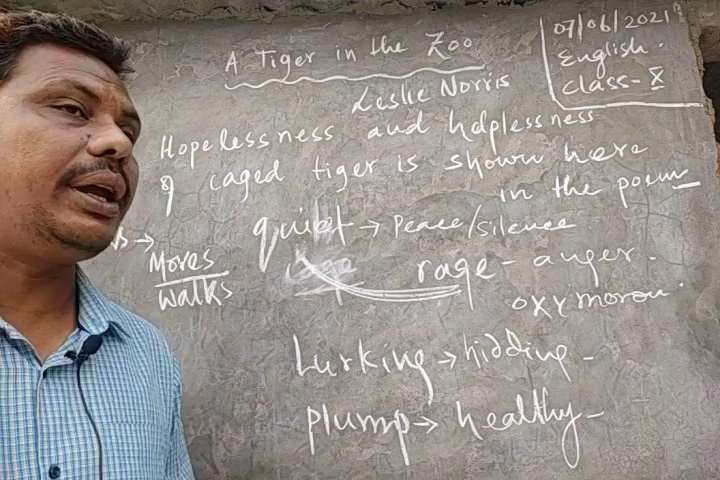 A Tiger in the Zoo
07/06/2021
English.
Class - X
Leslie Norris
Hopelessness and helplessness
of caged tiger is shown here
in the poem
quiet → Peace/silence
Moves
Walks
rage - anger.
oxymoron.
Lurking → hidding -
plump → healthy -